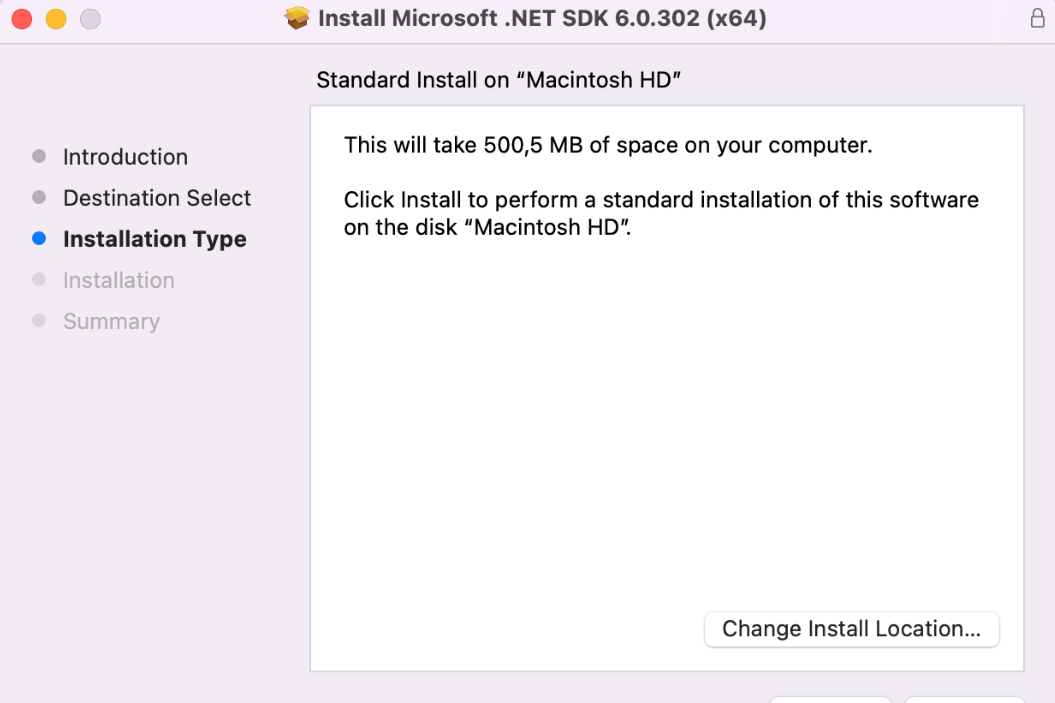 Install Microsoft .NET SDK 6.0.302 (x64)
Standard Install on “Macintosh HD”
Introduction
Destination Select
Installation Type
Installation
Summary
This will take 500,5 MB of space on your computer.
Click Install to perform a standard installation of this software
on the disk “Macintosh HD”.
Change Install Location...